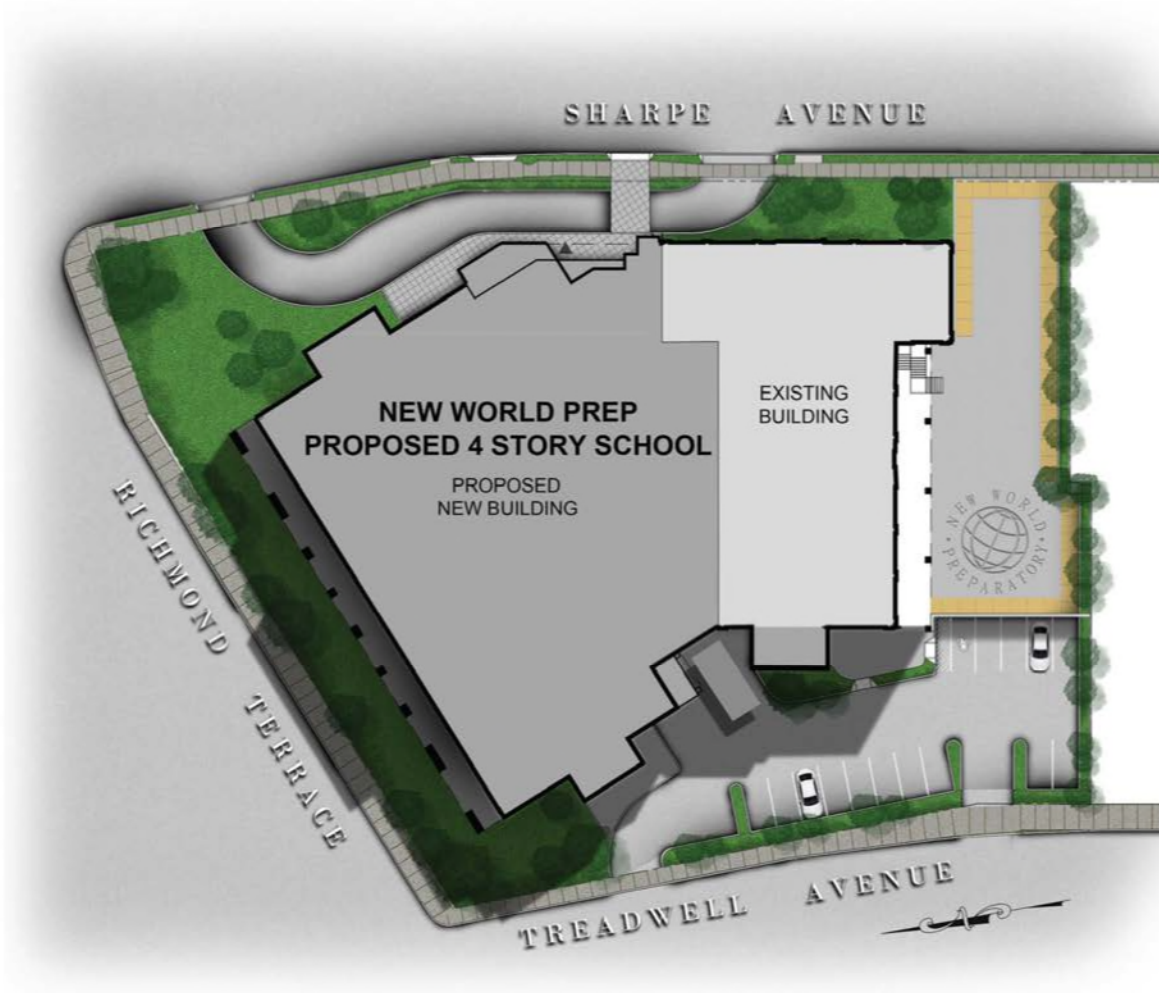 SHARPE AVENUE
NEW WORLD PREP
PROPOSED 4 STORY SCHOOL
PROPOSED
NEW BUILDING
EXISTING
BUILDING
RICHMOND TERRACE
• NEW WORLD •
PREPARATORY
TREADWELL AVENUE
N